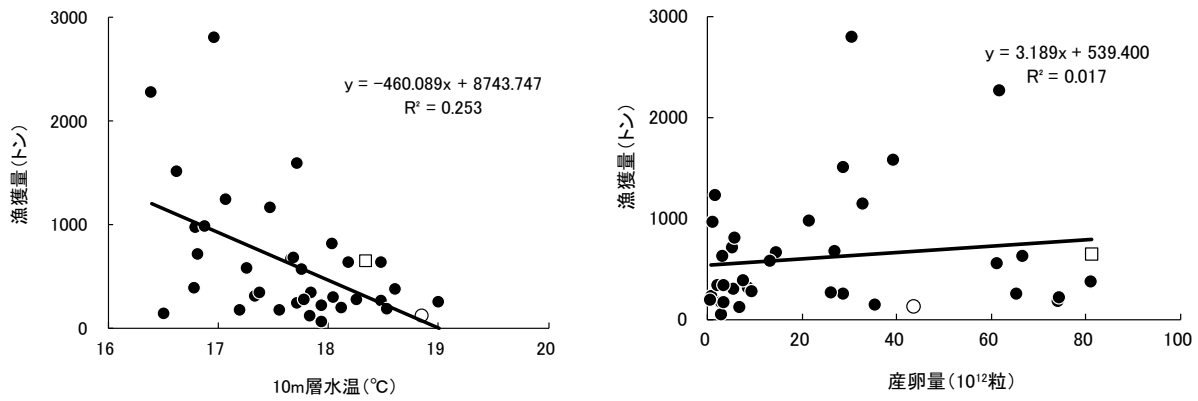 3000
2000
1000
0
漁獲量(トン)
y = −460.089x + 8743.747
R² = 0.253
16 17 18 19 20
10m層水温(℃)
3000
2000
1000
0
漁獲量(トン)
y = 3.189x + 539.400
R² = 0.017
0 20 40 60 80 100
産卵量(10¹²粒)